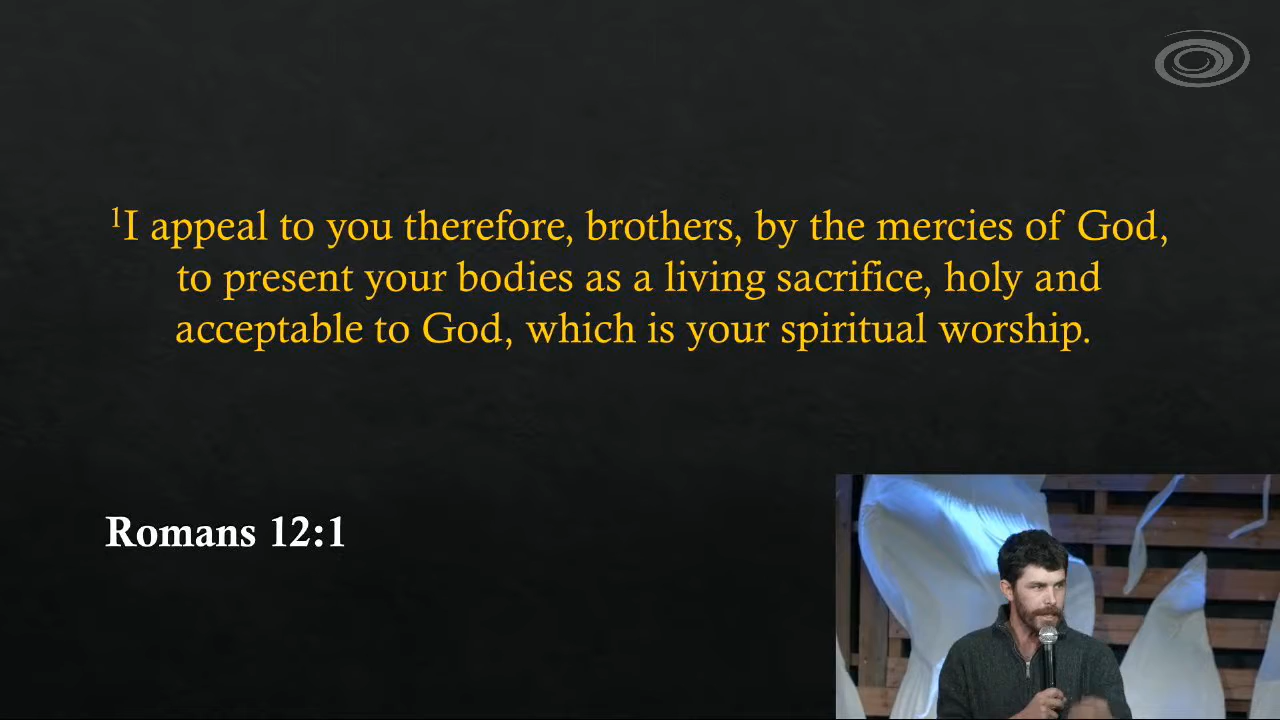 ¹I appeal to you therefore, brothers, by the mercies of God,
to present your bodies as a living sacrifice, holy and
acceptable to God, which is your spiritual worship.
Romans 12:1